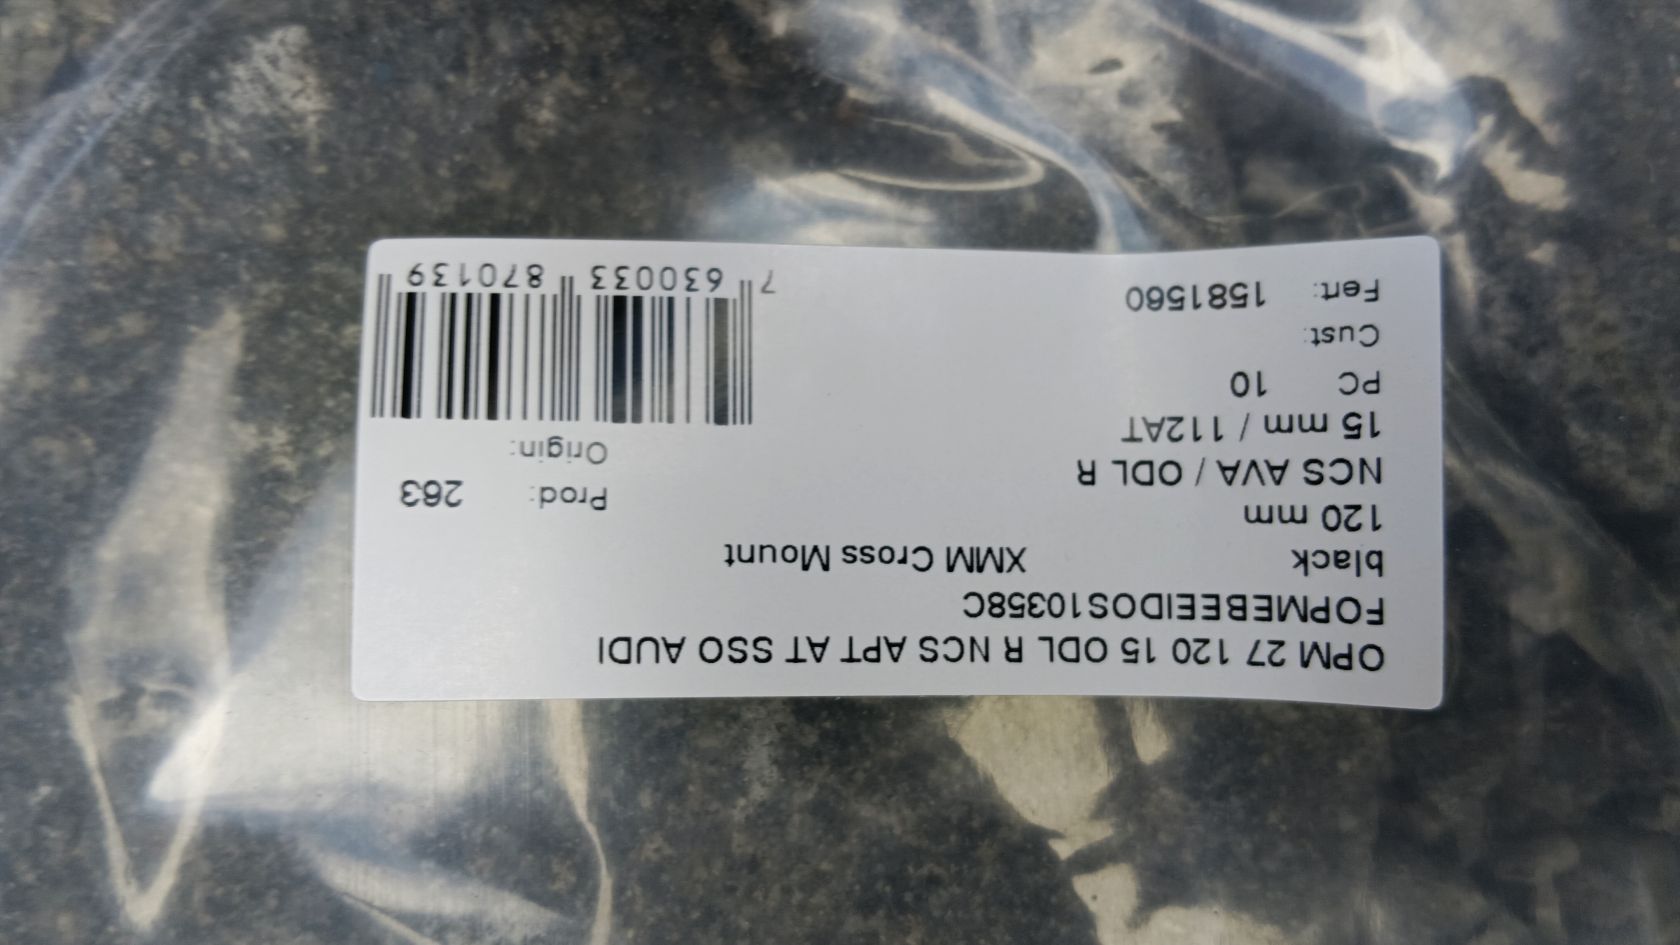 OPM 27 120 15 ODL R NCS APT AT SSO AUDI
FOPMEBEEIDOS10358C
black XMM Cross Mount
120 mm
NCS AVA / ODL R Prod: 263
15 mm / 112AT Origin:
PC 10
Cust:
Fert: 1581560
7 630033 870139